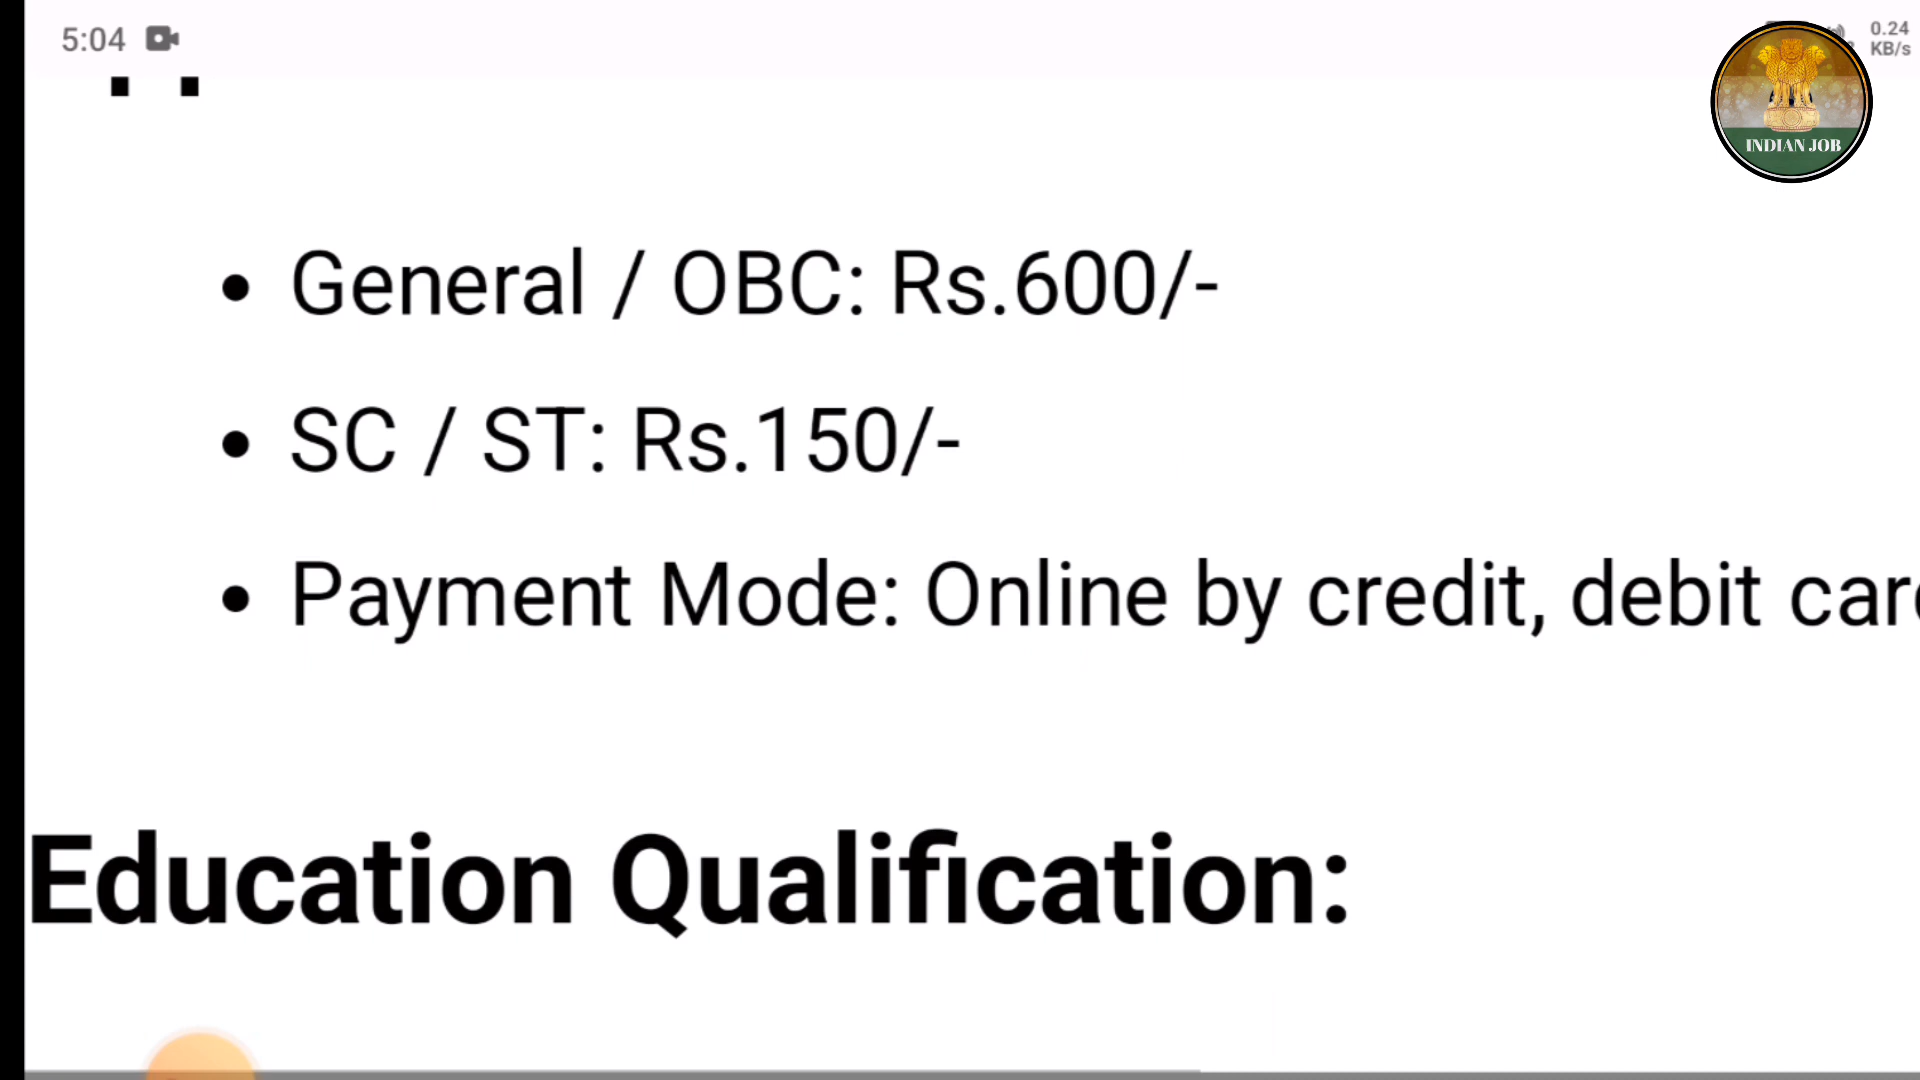 5:04
0.24
KB/s
INDIAN JOB
General / OBC: Rs.600/-
SC / ST: Rs.150/-
Payment Mode: Online by credit, debit
Education Qualification: